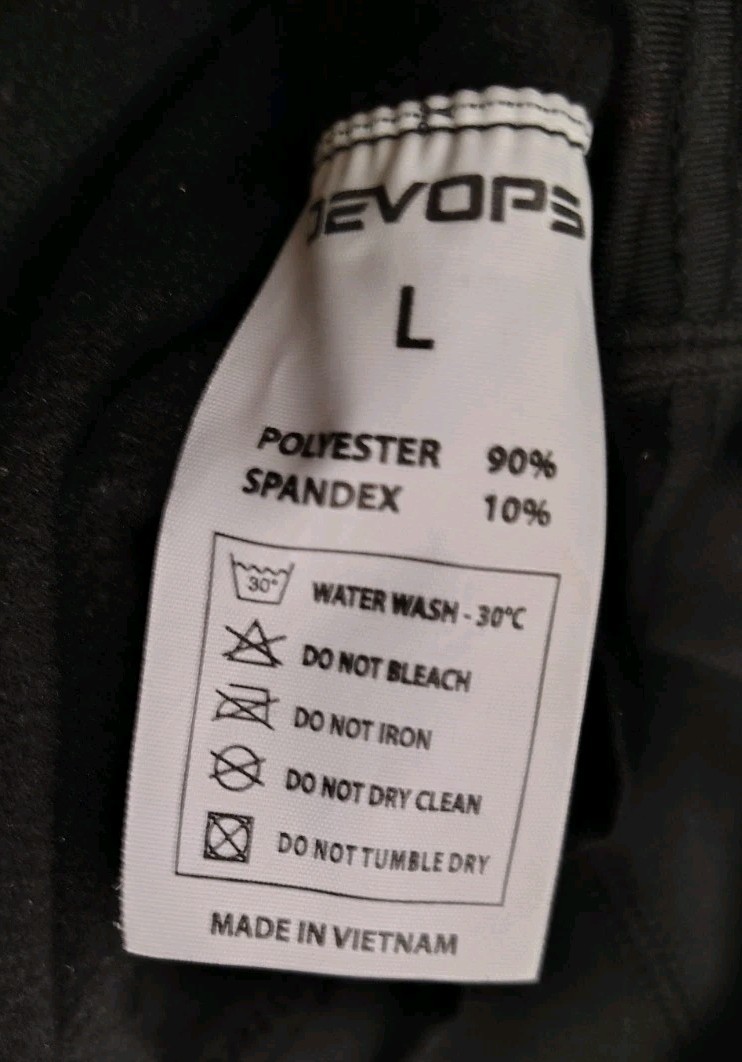 DEVOPS
L
POLYESTER 90%
SPANDEX 10%
30° WATER WASH - 30°C
DO NOT BLEACH
DO NOT IRON
DO NOT DRY CLEAN
DO NOT TUMBLE DRY
MADE IN VIETNAM